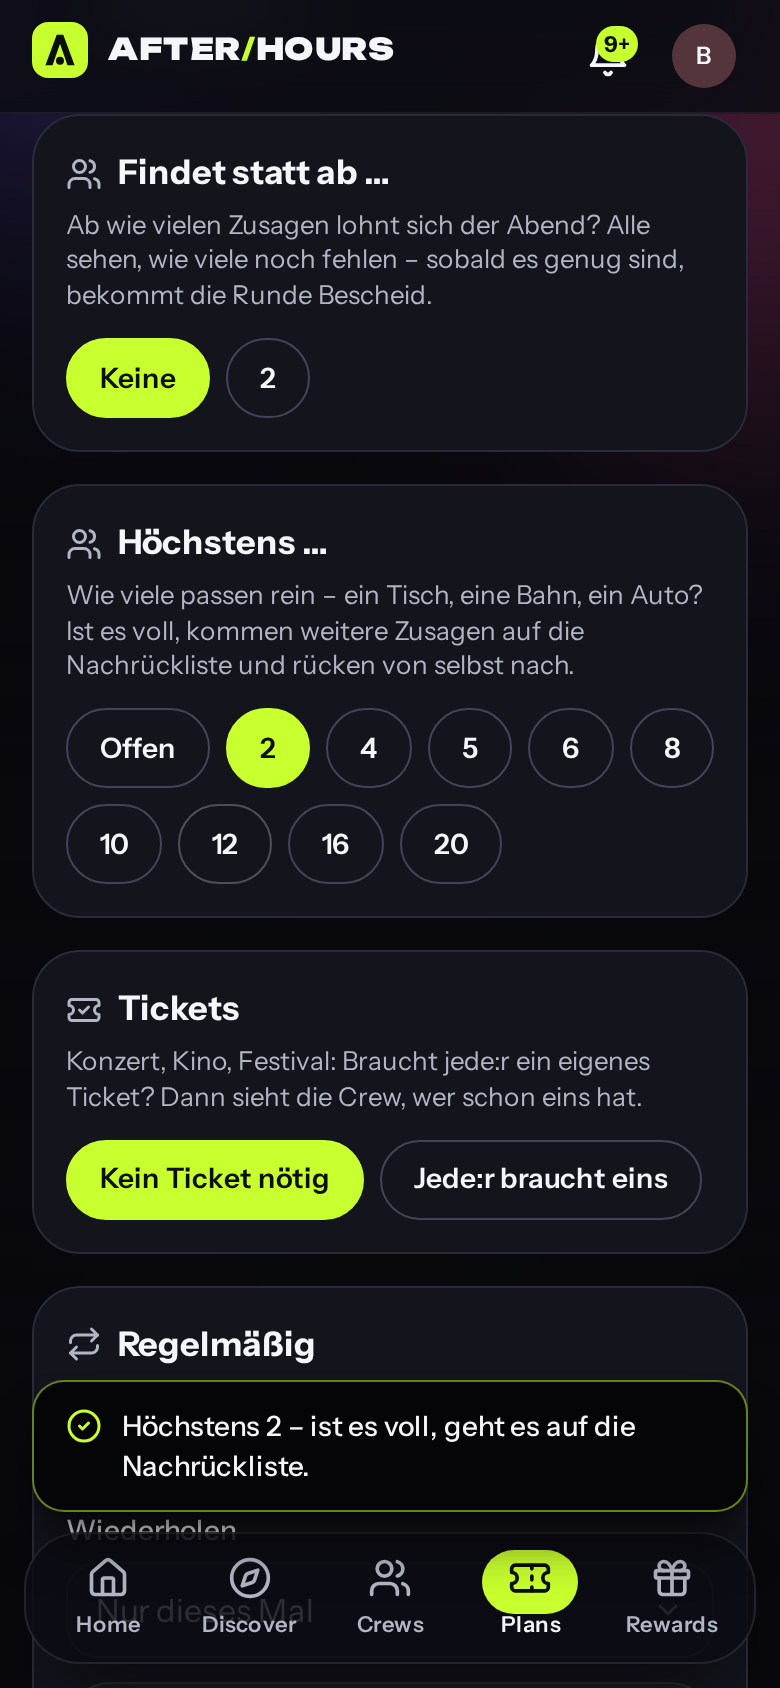 AFTER/HOURS
9+
B
Findet statt ab ...
Ab wie vielen Zusagen lohnt sich der Abend? Alle
sehen, wie viele noch fehlen – sobald es genug sind,
bekommt die Runde Bescheid.
Keine
2
Höchstens ...
Wie viele passen rein – ein Tisch, eine Bahn, ein Auto?
Ist es voll, kommen weitere Zusagen auf die
Nachrückliste und rücken von selbst nach.
Offen
2
4
5
6
8
10
12
16
20
Tickets
Konzert, Kino, Festival: Braucht jede:r ein eigenes
Ticket? Dann sieht die Crew, wer schon eins hat.
Kein Ticket nötig
Jede:r braucht eins
Regelmäßig
Höchstens 2 – ist es voll, geht es auf die
Nachrückliste.
Wiederholen
Nur dieses Mal
Home
Discover
Crews
Plans
Rewards